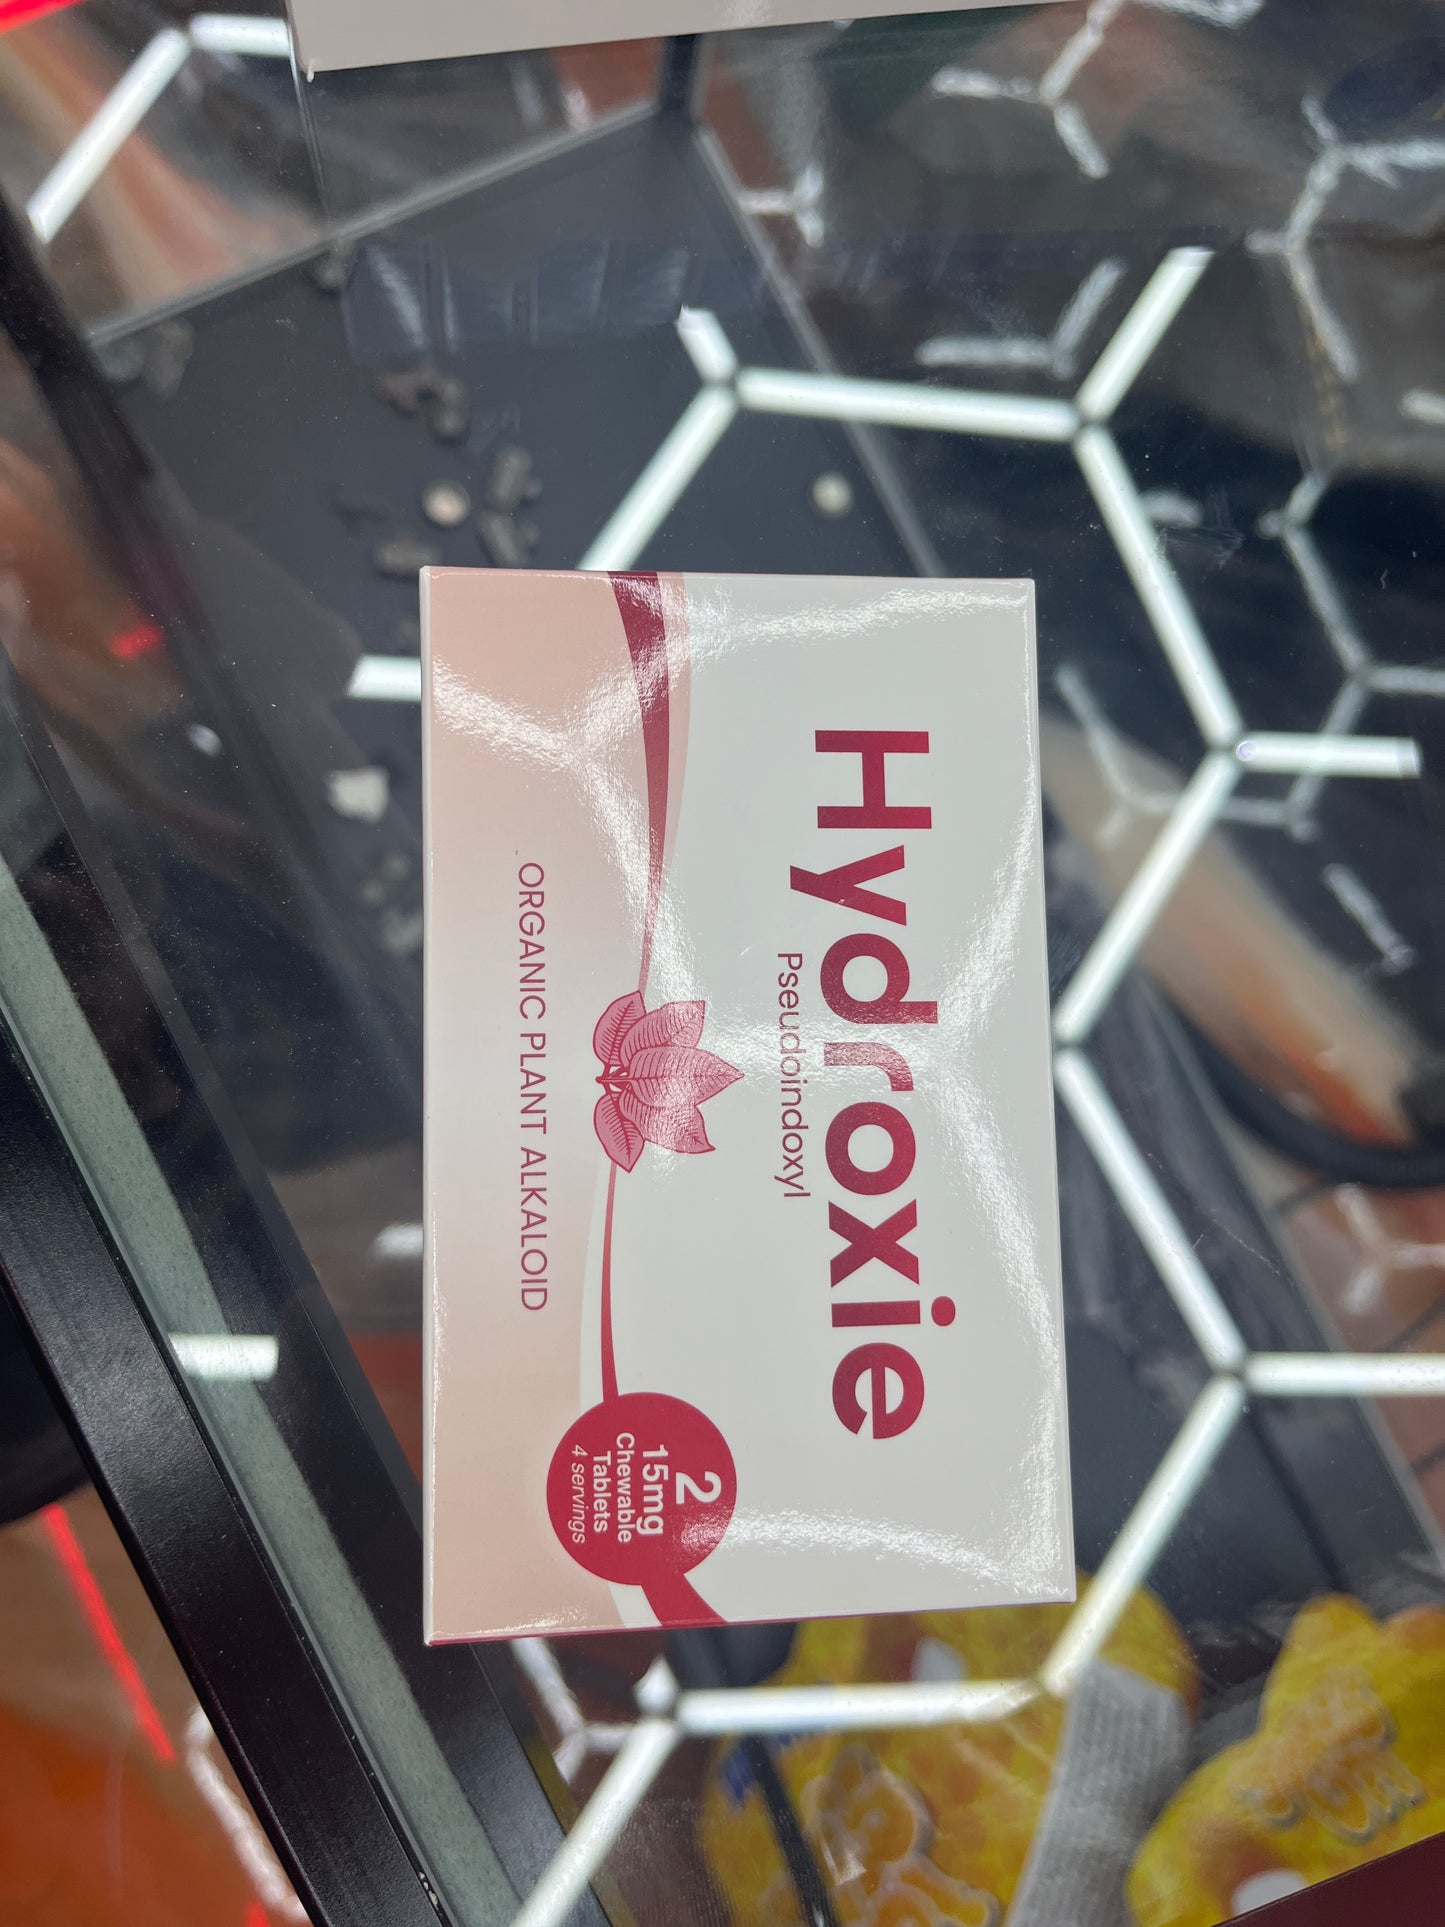 Hydroxie
Pseudoindoxyl
ORGANIC PLANT ALKALOID
2
15mg
Chewable
Tablets
4 servings